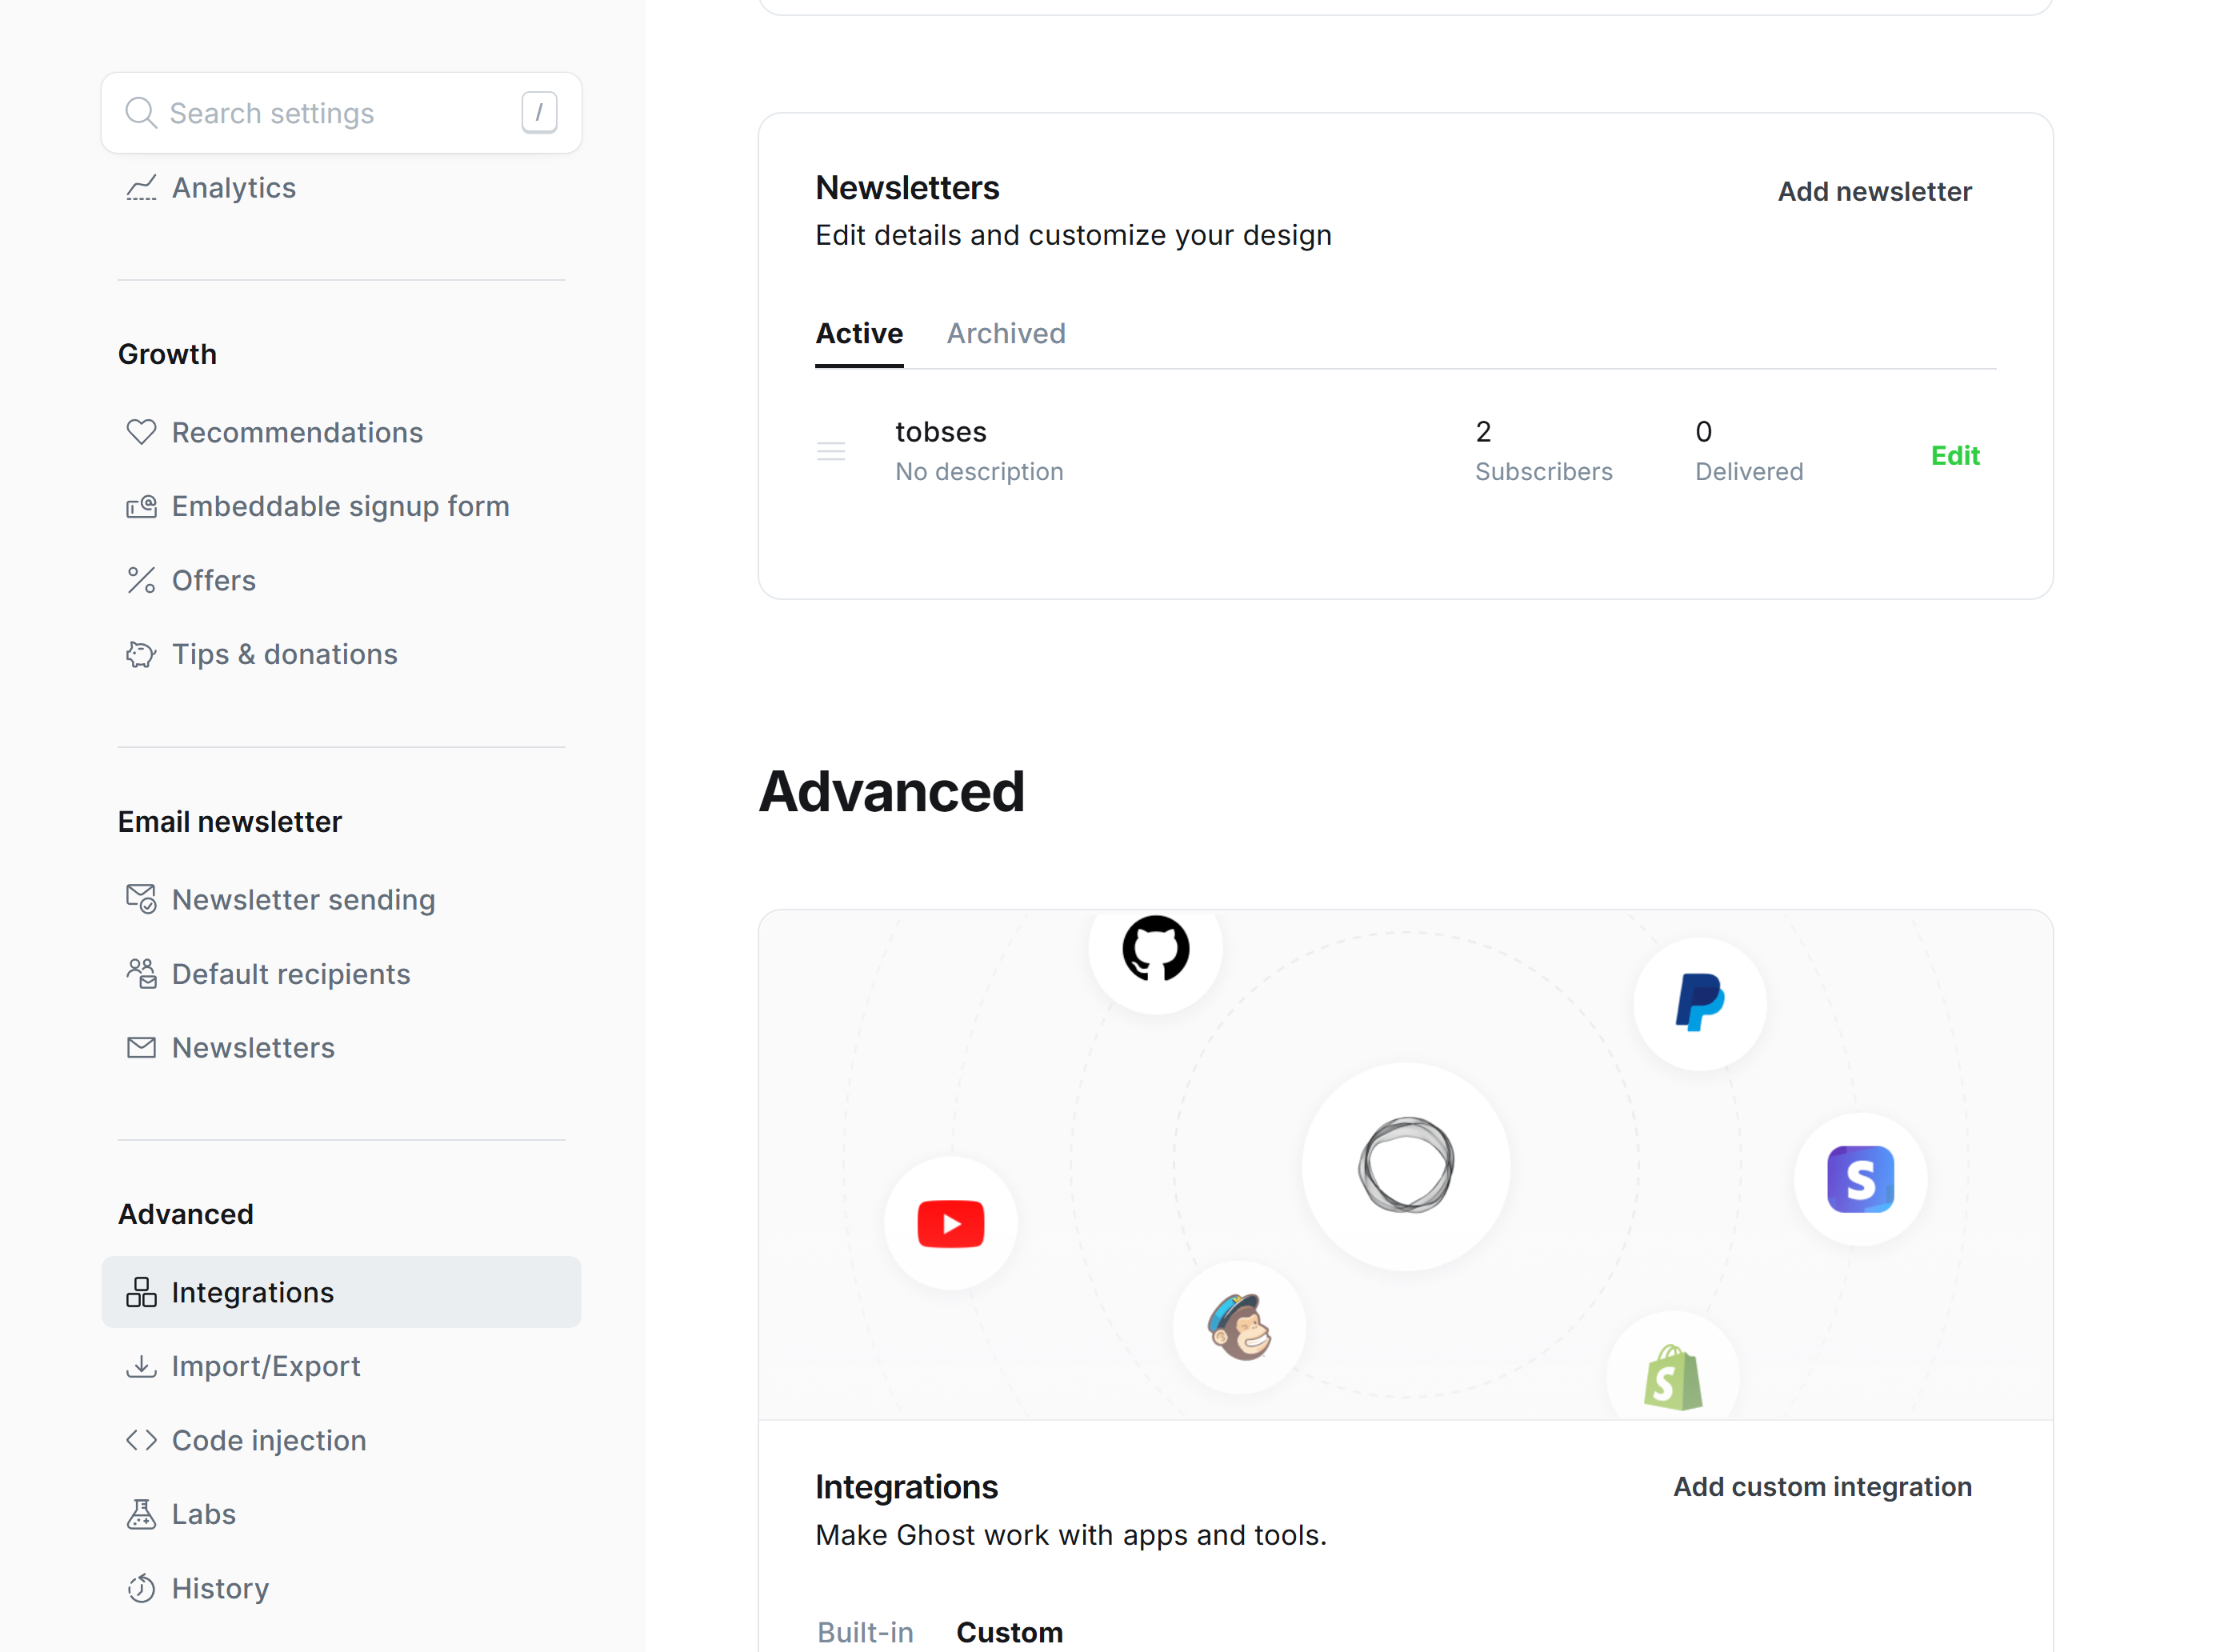 Search settings /
Analytics
Growth
Recommendations
Embeddable signup form
Offers
Tips & donations
Email newsletter
Newsletter sending
Default recipients
Newsletters
Advanced
Integrations
Import/Export
Code injection
Labs
History
Newsletters
Add newsletter
Edit details and customize your design
Active Archived
tobses
No description
2
Subscribers
0
Delivered
Edit
Advanced
Integrations
Add custom integration
Make Ghost work with apps and tools.
Built-in Custom